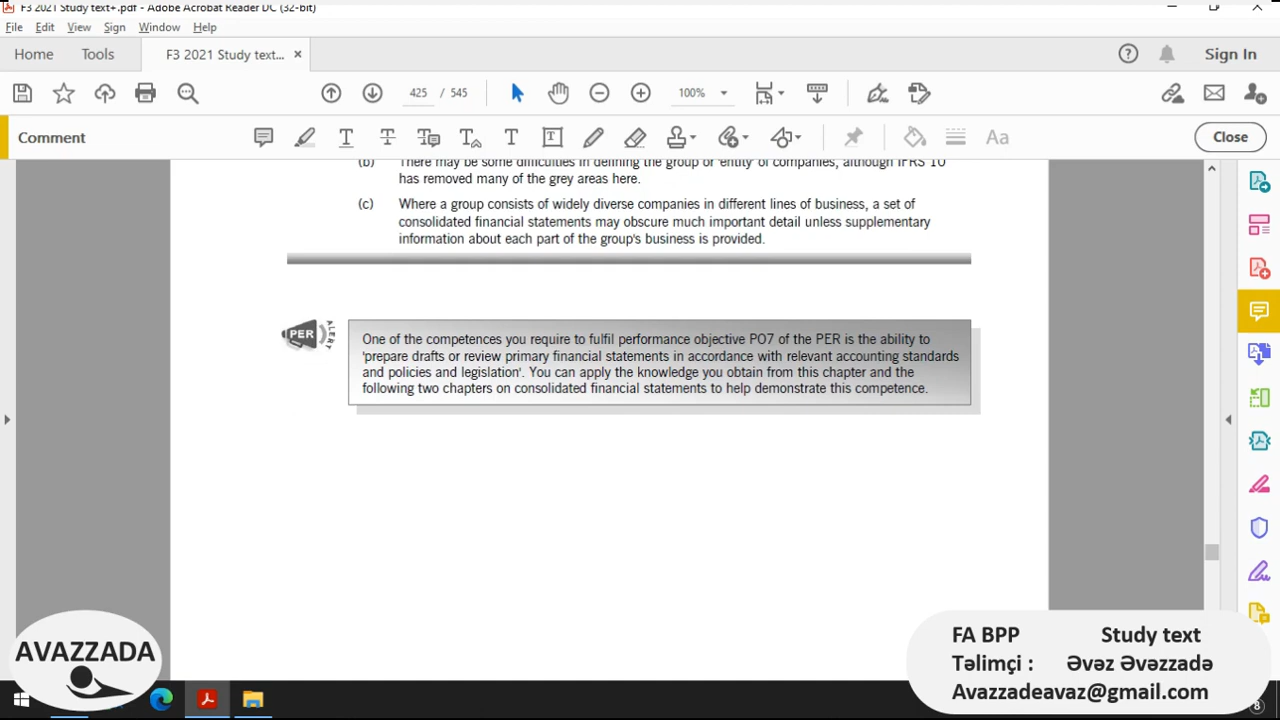 F3 2021 Study text+.pdf - Adobe Acrobat Reader DC (32-bit)
File Edit View Sign Window Help
Home Tools F3 2021 Study text... × Sign In
425 / 545 100%
Comment Close
(b) There may be some difficulties in defining the group or 'entity' of companies, although IFRS 10
has removed many of the grey areas here.
(c) Where a group consists of widely diverse companies in different lines of business, a set of
consolidated financial statements may obscure much important detail unless supplementary
information about each part of the group's business is provided.
PER ALERT
One of the competences you require to fulfil performance objective PO7 of the PER is the ability to
'prepare drafts or review primary financial statements in accordance with relevant accounting standards
and policies and legislation'. You can apply the knowledge you obtain from this chapter and the
following two chapters on consolidated financial statements to help demonstrate this competence.
AVAZZADA
FA BPP Study text
Təlimçi : Əvəz Əvəzzadə
Avazzadeavaz@gmail.com